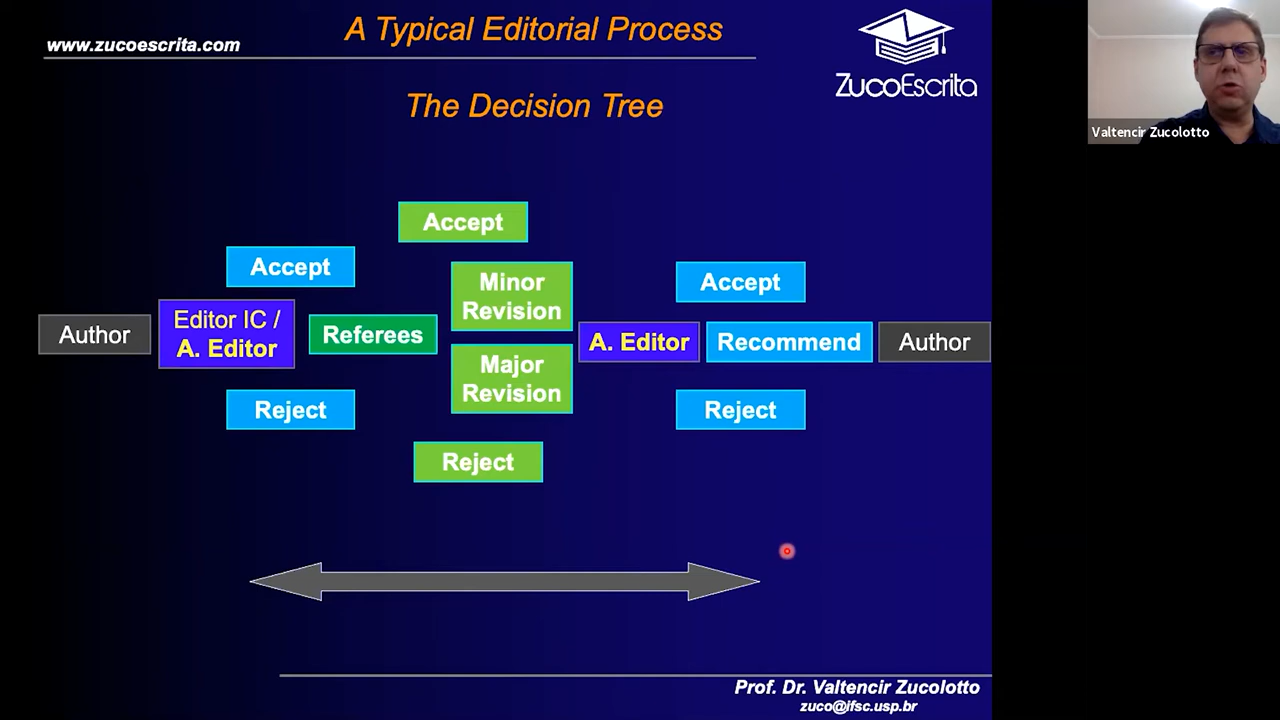 www.zucoescrita.com
A Typical Editorial Process
ZucoEscrita
The Decision Tree
Valtencir Zucolotto
Accept
Accept
Minor
Revision
Accept
Author
Editor IC /
A. Editor
Referees
A. Editor
Recommend
Author
Major
Revision
Reject
Reject
Reject
Prof. Dr. Valtencir Zucolotto
zuco@ifsc.usp.br